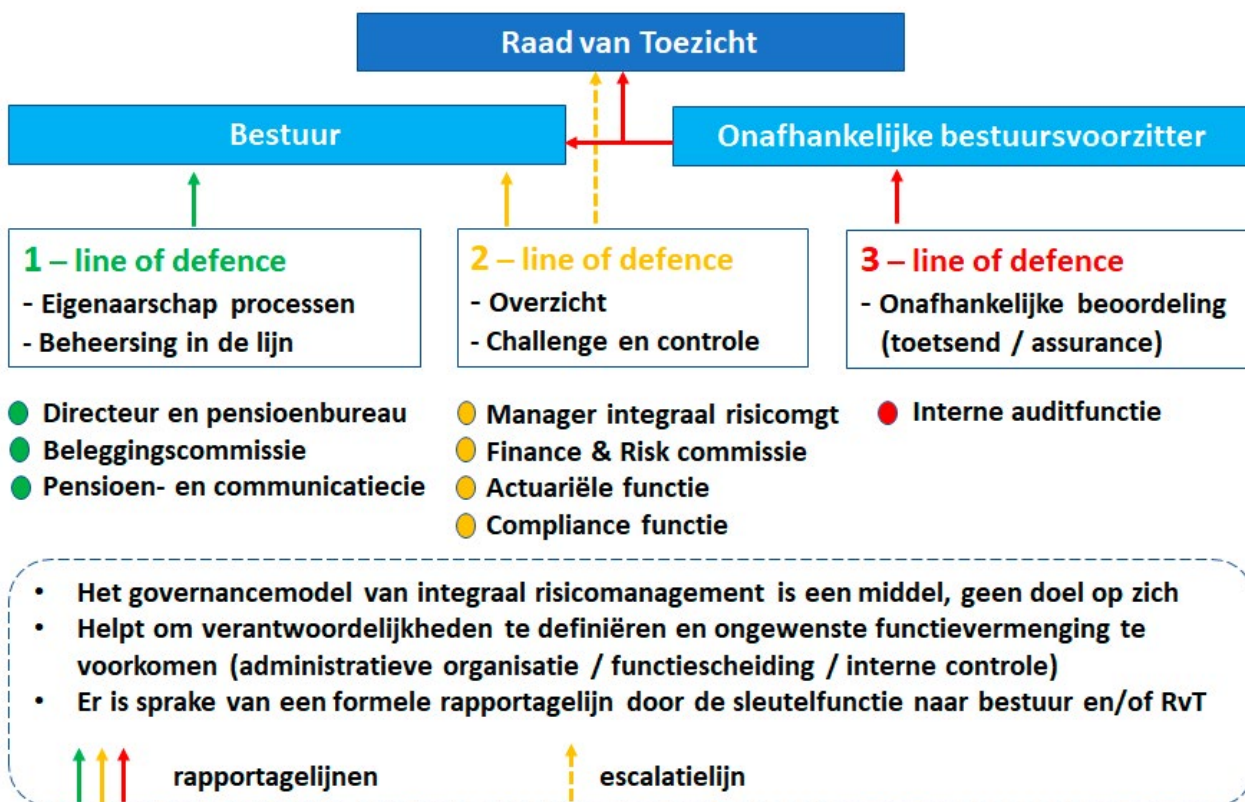 Raad van Toezicht
Bestuur
Onafhankelijke bestuursvoorzitter
1 – line of defence
- Eigenaarschap processen
- Beheersing in de lijn
2 – line of defence
- Overzicht
- Challenge en controle
3 – line of defence
- Onafhankelijke beoordeling
(toetsend / assurance)
Directeur en pensioenbureau
Beleggingscommissie
Pensioen- en communicatiecie
Manager integraal risicomgt
Finance & Risk commissie
Actuariële functie
Compliance functie
Interne auditfunctie
• Het governancemodel van integraal risicomanagement is een middel, geen doel op zich
• Helpt om verantwoordelijkheden te definiëren en ongewenste functievermenging te
voorkomen (administratieve organisatie / functiescheiding / interne controle)
• Er is sprake van een formele rapportagelijn door de sleutelfunctie naar bestuur en/of RvT
rapportagelijnen
escalatielijn